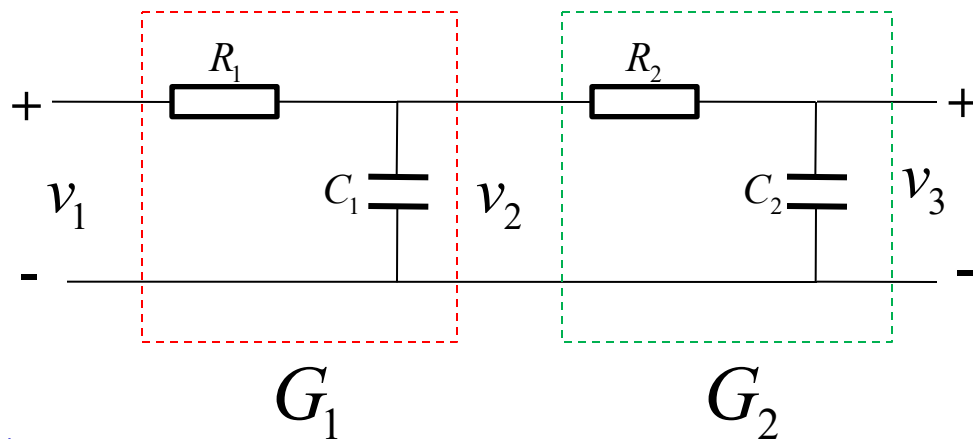 R₁ R₂
+ +
v₁ C₁ v₂ C₂ v₃
- -
G₁ G₂